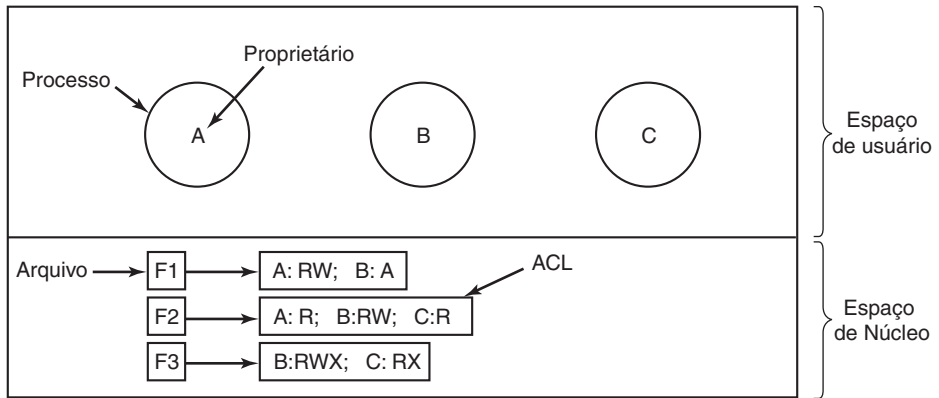 Proprietário
Processo
A
B
C
Espaço
de usuário
Arquivo
F1
A: RW; B: A
ACL
F2
A: R; B:RW; C:R
F3
B:RWX; C: RX
Espaço
de Núcleo